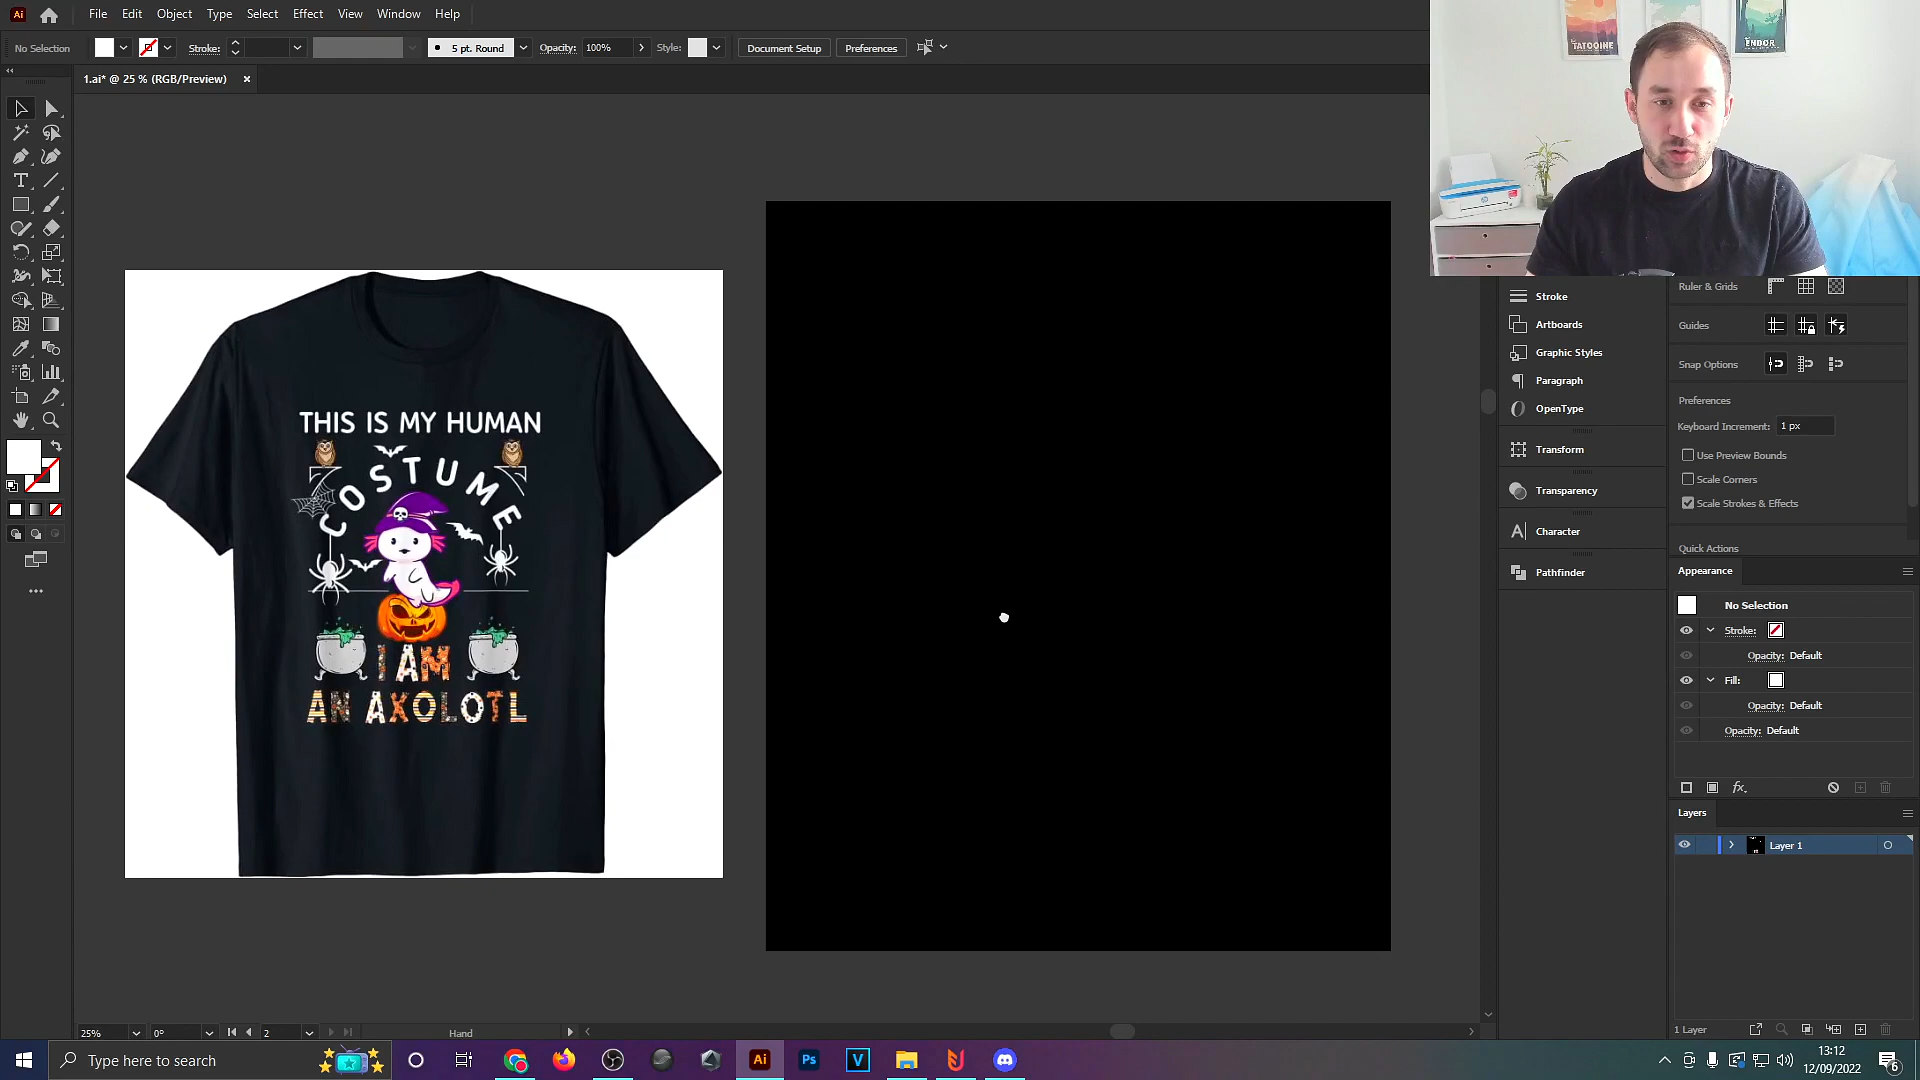 Ai File Edit Object Type Select Effect View Window Help
No Selection Stroke: 5 pt. Round Opacity: 100% Style: Document Setup Preferences
1.ai* @ 25 % (RGB/Preview) ×
TATOOINE
ENDOR
THIS IS MY HUMAN
COSTUME
I AM
AN AXOLOTL
Stroke
Artboards
Graphic Styles
Paragraph
OpenType
Transform
Transparency
Character
Pathfinder
Ruler & Grids
Guides
Snap Options
Preferences
Keyboard Increment: 1 px
Use Preview Bounds
Scale Corners
Scale Strokes & Effects
Quick Actions
Appearance
No Selection
Stroke:
Opacity: Default
Fill:
Opacity: Default
Opacity: Default
fx
Layers
Layer 1
1 Layer
25% 0° 2 Hand
Type here to search
Ai Ps V
13:12
12/09/2022
6